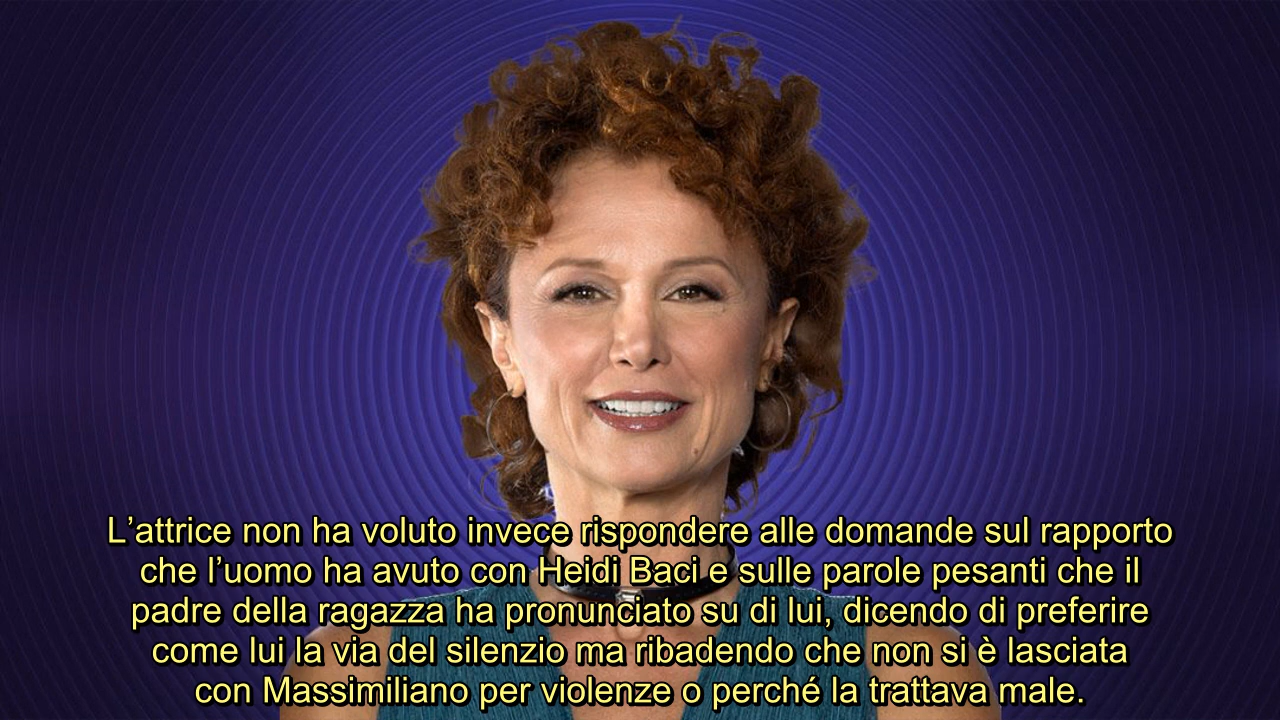 L’attrice non ha voluto invece rispondere alle domande sul rapporto
che l’uomo ha avuto con Heidi Baci e sulle parole pesanti che il
padre della ragazza ha pronunciato su di lui, dicendo di preferire
come lui la via del silenzio ma ribadendo che non si è lasciata
con Massimiliano per violenze o perché la trattava male.